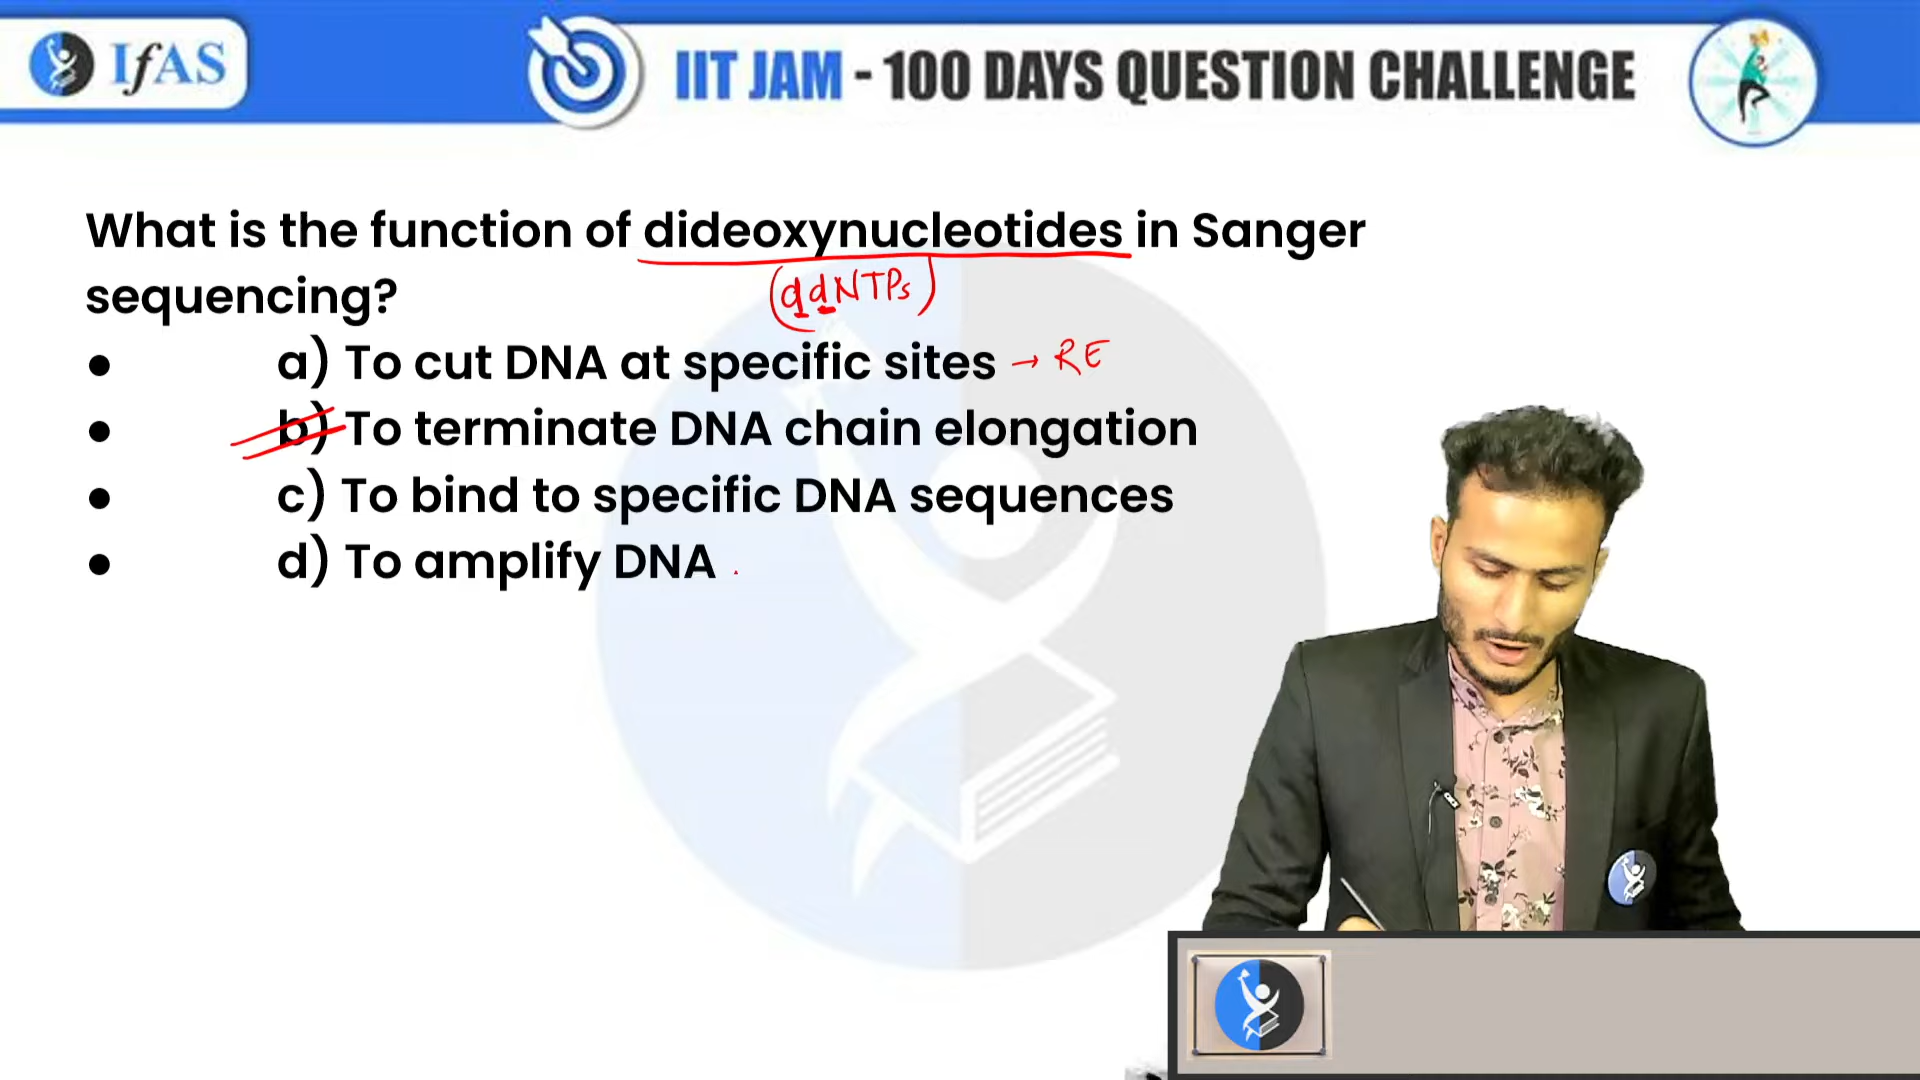 IfAS
IIT JAM - 100 DAYS QUESTION CHALLENGE
What is the function of dideoxynucleotides in Sanger
sequencing?
(ddNTPs)
● a) To cut DNA at specific sites → RE
● b) To terminate DNA chain elongation
● c) To bind to specific DNA sequences
● d) To amplify DNA